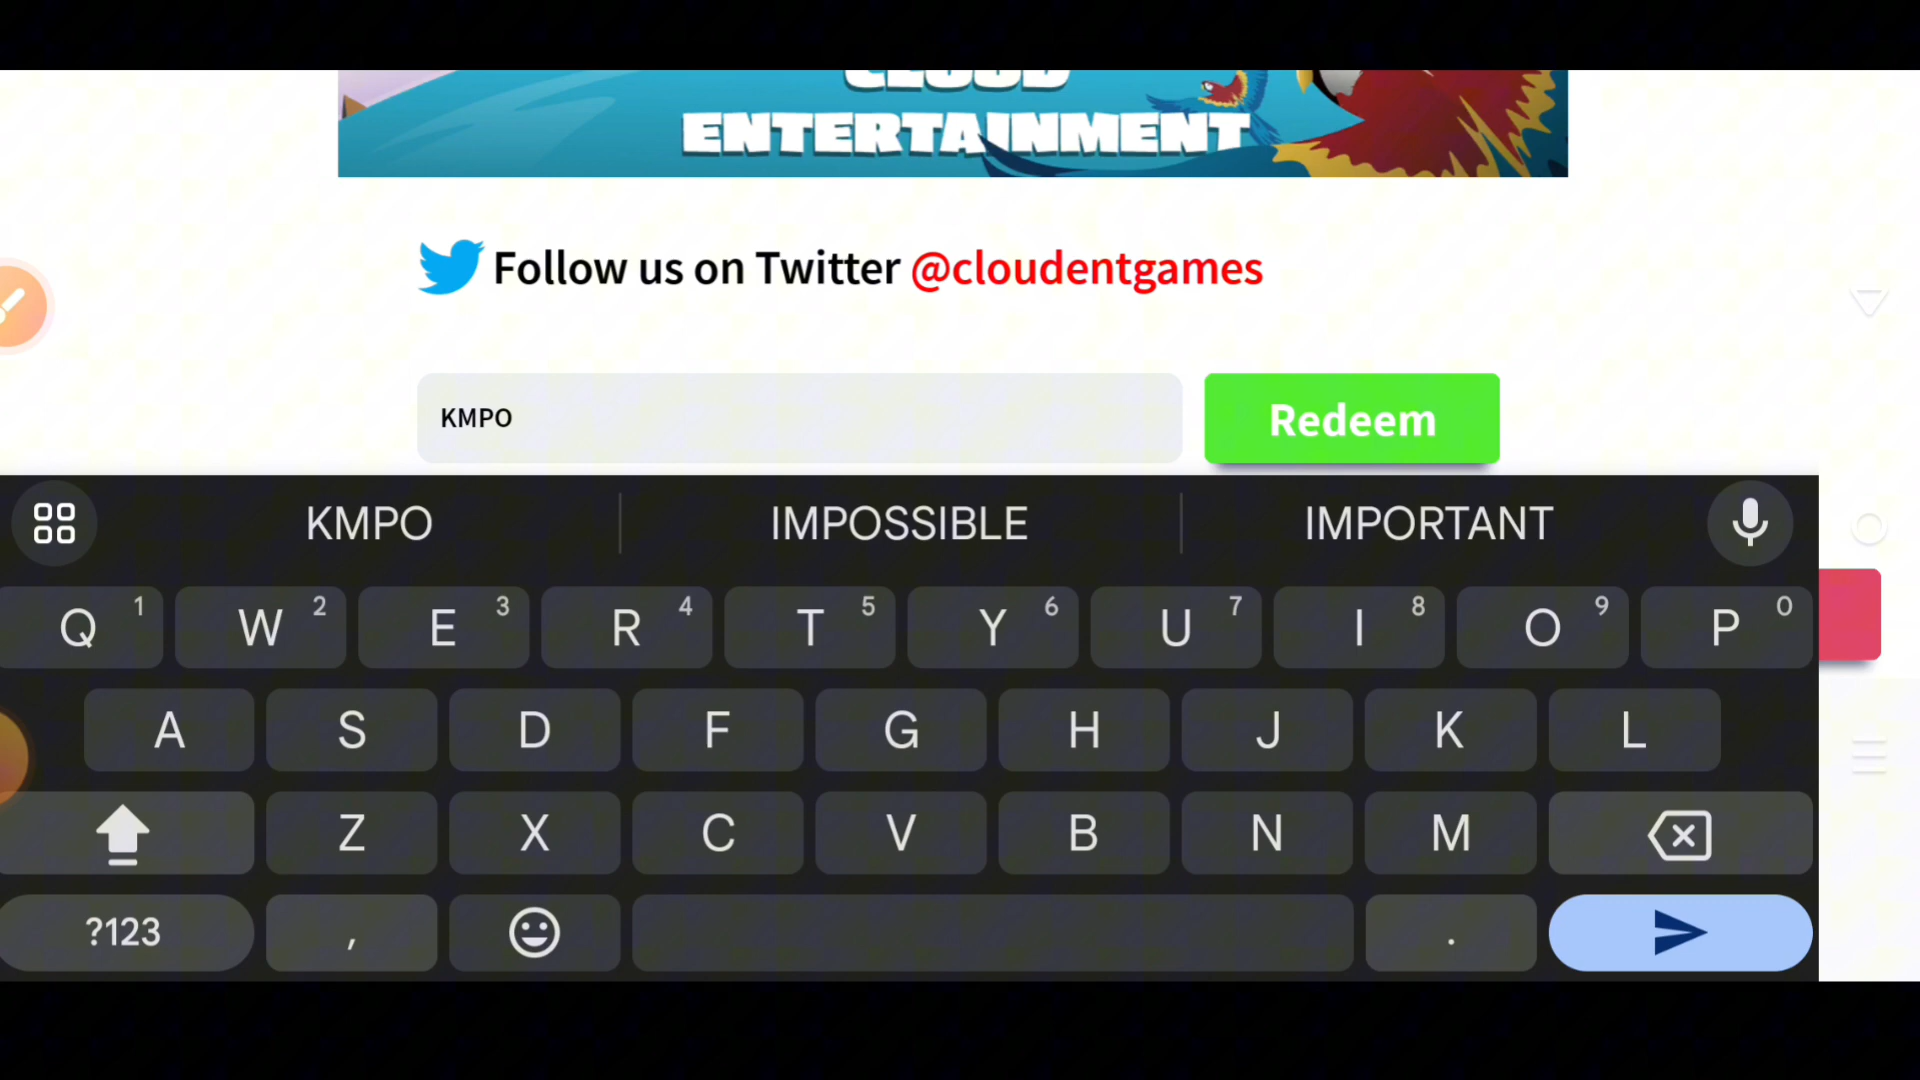 CLOUD
ENTERTAINMENT
Follow us on Twitter @cloudentgames
KMPO
Redeem
KMPO IMPOSSIBLE IMPORTANT
Q 1 W 2 E 3 R 4 T 5 Y 6 U 7 I 8 O 9 P 0
A S D F G H J K L
Z X C V B N M
?123 , .